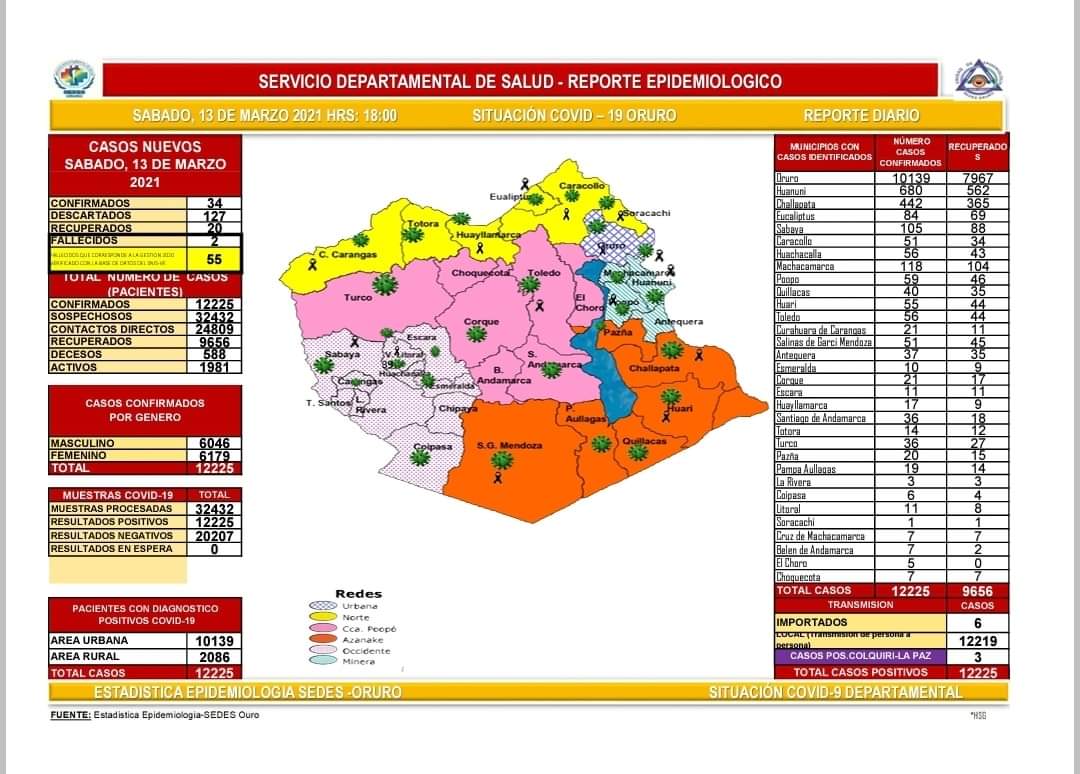 SERVICIO DEPARTAMENTAL DE SALUD - REPORTE EPIDEMIOLOGICO
SABADO, 13 DE MARZO 2021 HRS: 18:00 SITUACIÓN COVID – 19 ORURO REPORTE DIARIO
CASOS NUEVOS
SABADO, 13 DE MARZO
2021
CONFIRMADOS 34
DESCARTADOS 127
RECUPERADOS 20
FALLECIDOS 2
55
TOTAL NUMERO DE CASOS
(PACIENTES)
CONFIRMADOS 12225
SOSPECHOSOS 32432
CONTACTOS DIRECTOS 24809
RECUPERADOS 9656
DECESOS 588
ACTIVOS 1981
CASOS CONFIRMADOS
POR GENERO
MASCULINO 6046
FEMENINO 6179
TOTAL 12225
MUESTRAS COVID-19 TOTAL
MUESTRAS PROCESADAS 32432
RESULTADOS POSITIVOS 12225
RESULTADOS NEGATIVOS 20207
RESULTADOS EN ESPERA 0
PACIENTES CON DIAGNOSTICO
POSITIVOS COVID-19
AREA URBANA 10139
AREA RURAL 2086
TOTAL CASOS 12225
Caracollo
Eualiptus
Soracachi
Totora
Huayllamarca
Oruro
C. Carangas
Choquecota
Toledo
Machacamarca
Huanuni
Turco
El
Choro
Poopó
Corque
Antequera
Pazña
Escara
Sabaya
V. Litoral
Huachacalla
S.
Andamarca
Challapata
Carangas
Esmeralda
B.
Andamarca
T. Santos
L.
Rivera
Chipaya
P.
Aullagas
Huari
Coipasa
S.G. Mendoza
Quillacas
Redes
Urbana
Norte
Cca. Poopó
Azanake
Occidente
Minera
MUNICIPIOS CON
CASOS IDENTIFICADOS
NÚMERO
CASOS
CONFIRMADOS
RECUPERADO
S
Oruro 10139 7967
Huanuni 680 562
Challapata 442 365
Eucaliptus 84 69
Sabaya 105 88
Caracollo 51 34
Huachacalla 56 43
Machacamarca 118 104
Poopo 59 46
Quillacas 40 35
Huari 55 44
Toledo 56 44
Curahuara de Carangas 21 11
Salinas de Garci Mendoza 51 45
Antequera 37 35
Esmeralda 10 9
Corque 21 17
Escara 11 11
Huayllamarca 17 9
Santiago de Andamarca 36 18
Totora 14 12
Turco 36 27
Pazña 20 15
Pampa Aullagas 19 14
La Rivera 3 3
Coipasa 6 4
Litoral 11 8
Soracachi 1 1
Cruz de Machacamarca 7 7
Belen de Andamarca 7 2
El Choro 5 0
Choquecota 7 7
TOTAL CASOS 12225 9656
TRANSMISION CASOS
IMPORTADOS 6
LOCAL (Transmision de persona a
persona) 12219
CASOS POS.COLQUIRI-LA PAZ 3
TOTAL CASOS POSITIVOS 12225
ESTADISTICA EPIDEMIOLOGIA SEDES -ORURO SITUACIÓN COVID-9 DEPARTAMENTAL
FUENTE: Estadistica Epidemiologia-SEDES Ouro
*HSG